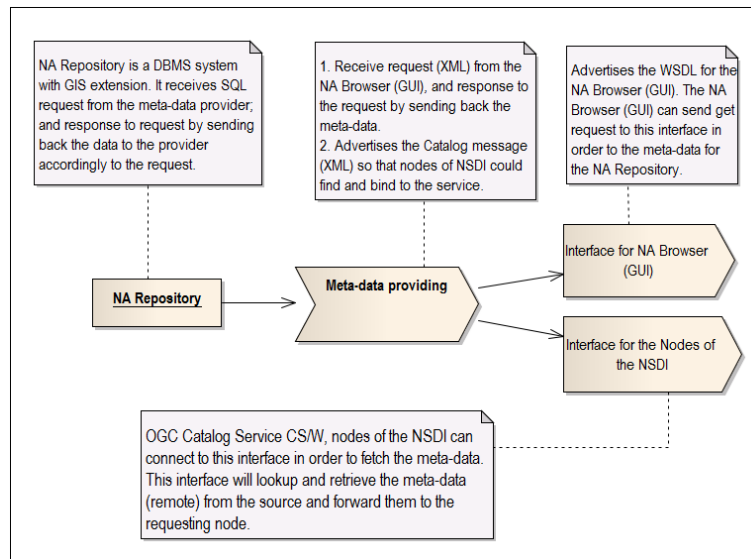 NA Repository is a DBMS system
with GIS extension. It receives SQL
request from the meta-data provider;
and response to request by sending
back the data to the provider
accordingly to the request.
1. Receive request (XML) from the
NA Browser (GUI), and response to
the request by sending back the
meta-data.
2. Advertises the Catalog message
(XML) so that nodes of NSDI could
find and bind to the service.
Advertises the WSDL for the
NA Browser (GUI). The NA
Browser (GUI) can send get
request to this interface in
order to the meta-data for
the NA Repository.
NA Repository
Meta-data providing
Interface for NA Browser
(GUI)
Interface for the Nodes of
the NSDI
OGC Catalog Service CS/W, nodes of the NSDI can
connect to this interface in order to fetch the meta-data.
This interface will lookup and retrieve the meta-data
(remote) from the source and forward them to the
requesting node.